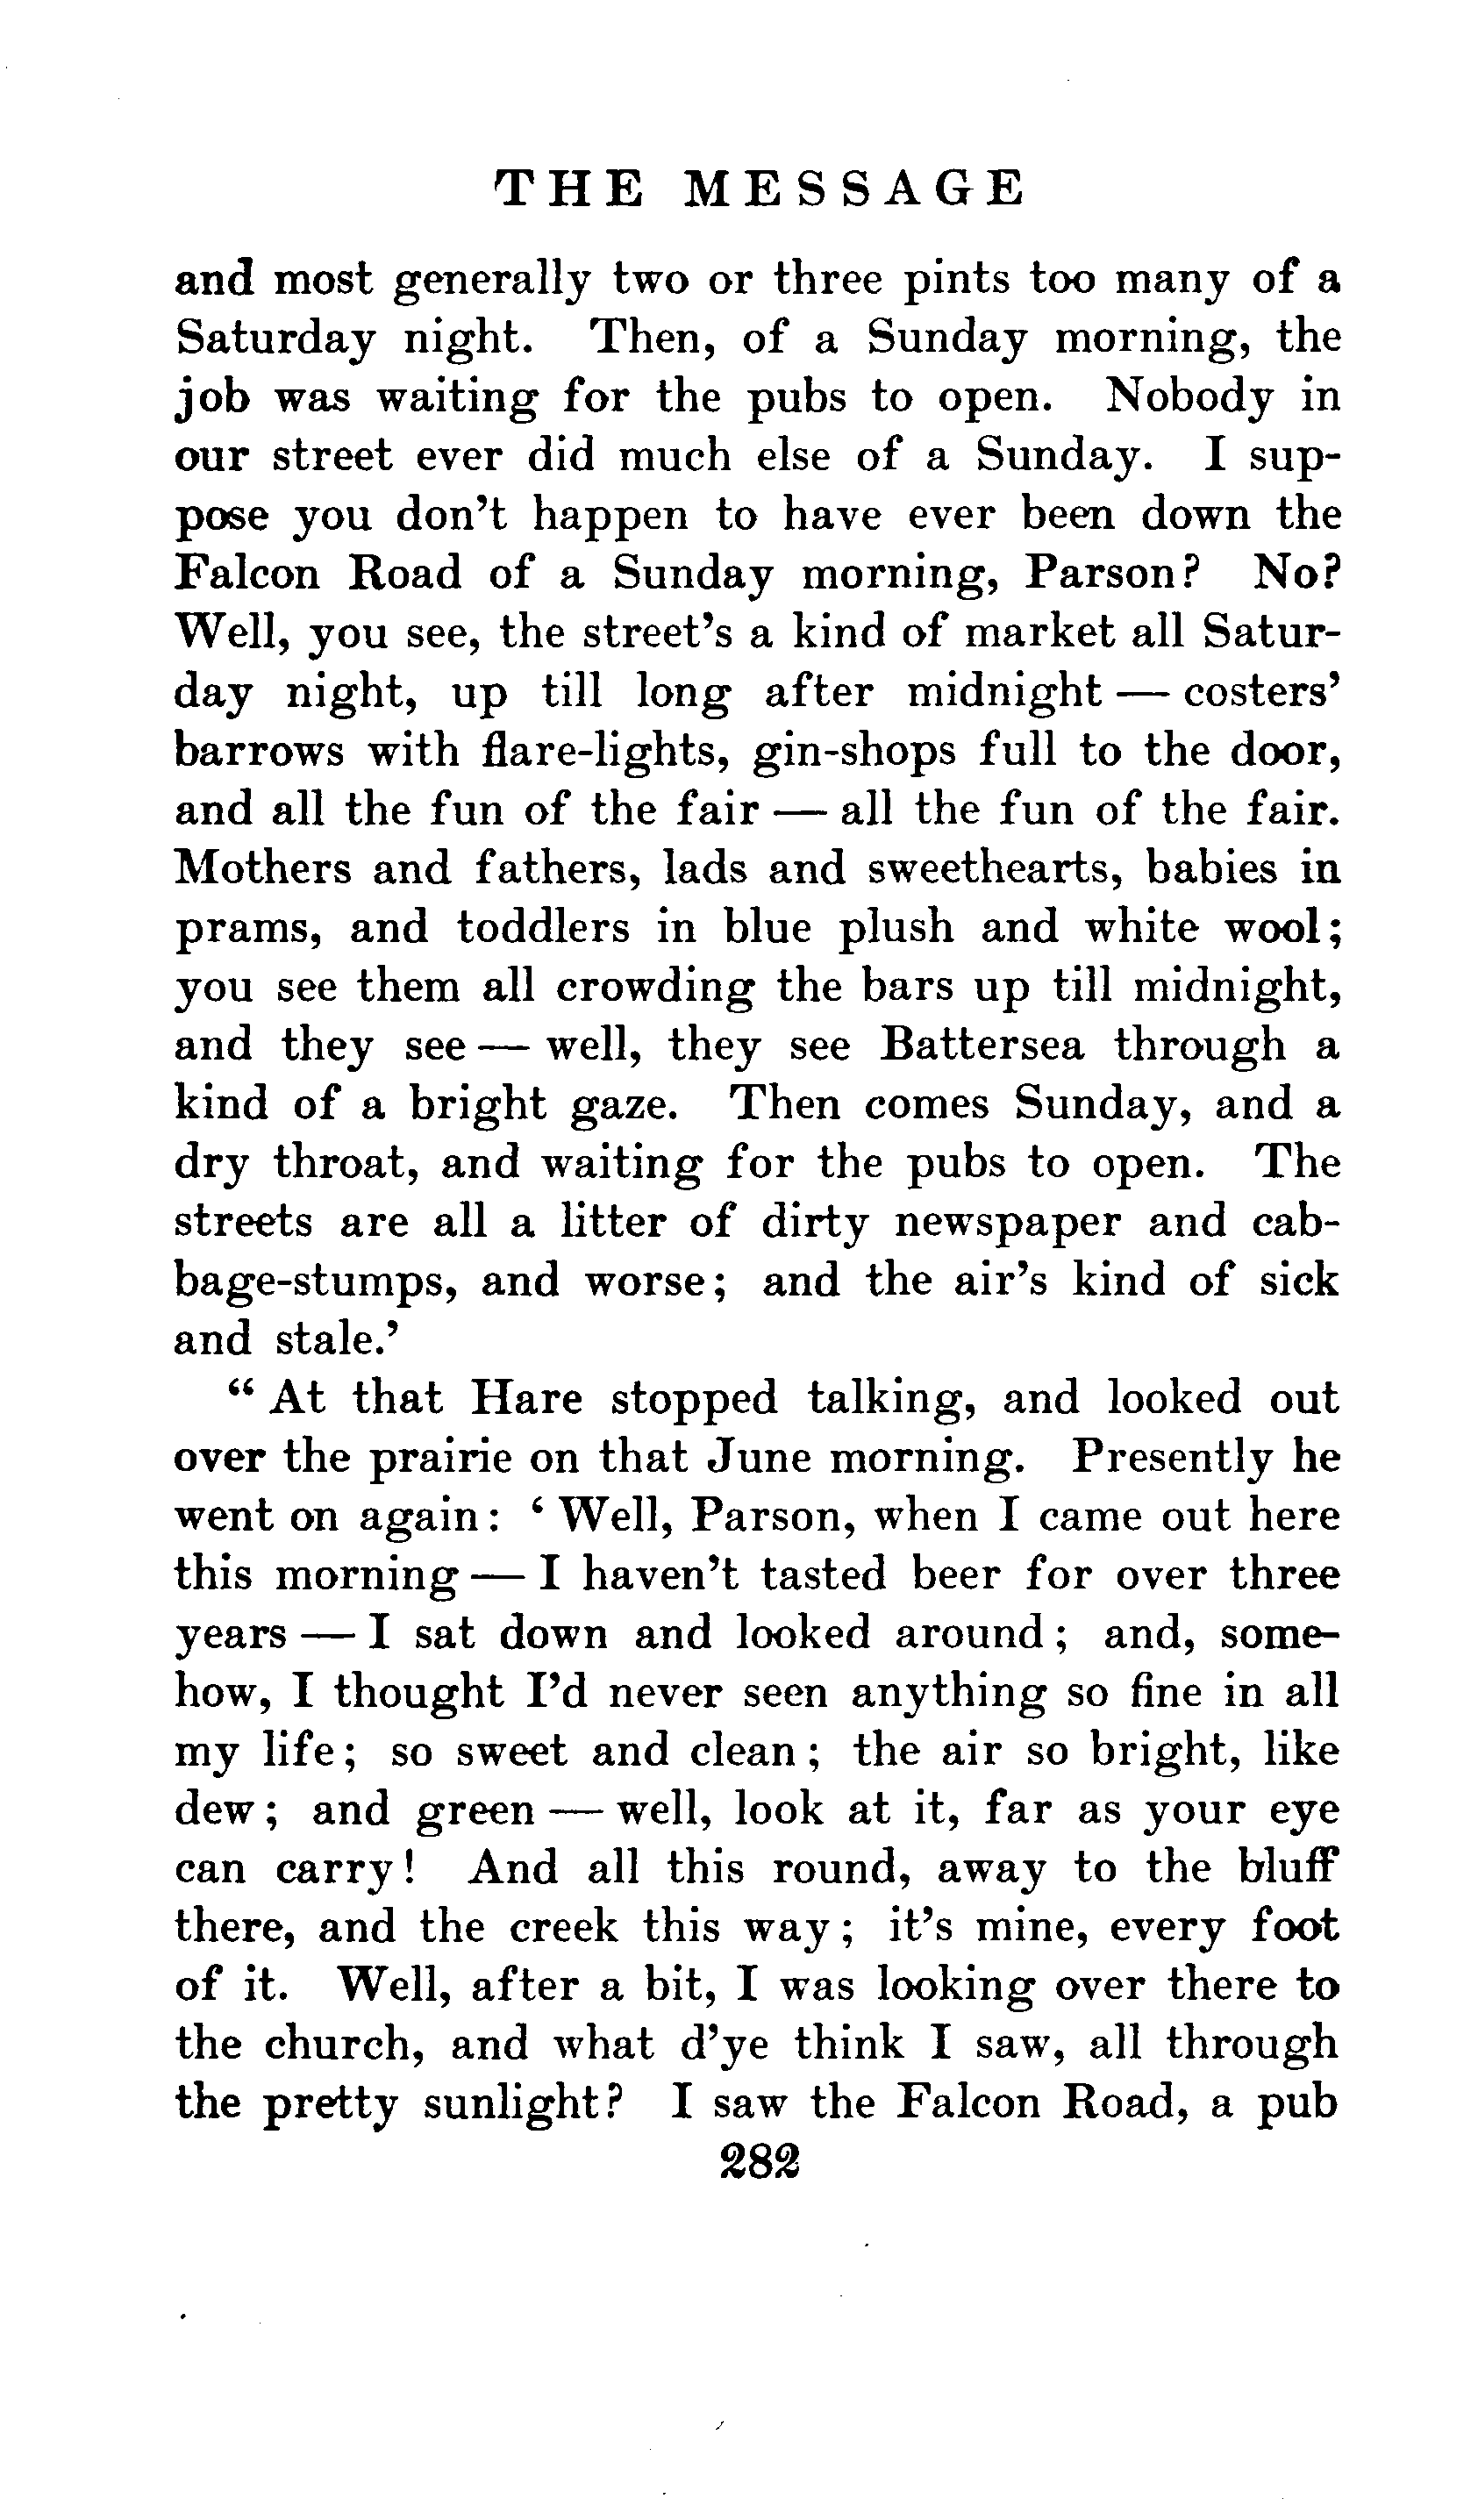 THE MESSAGE
and most generally two or three pints too many of a
Saturday night. Then, of a Sunday morning, the
job was waiting for the pubs to open. Nobody in
our street ever did much else of a Sunday. I sup-
pose you don't happen to have ever been down the
Falcon Road of a Sunday morning, Parson? No?
Well, you see, the street's a kind of market all Satur-
day night, up till long after midnight — costers'
barrows with flare-lights, gin-shops full to the door,
and all the fun of the fair — all the fun of the fair.
Mothers and fathers, lads and sweethearts, babies in
prams, and toddlers in blue plush and white wool;
you see them all crowding the bars up till midnight,
and they see — well, they see Battersea through a
kind of a bright gaze. Then comes Sunday, and a
dry throat, and waiting for the pubs to open. The
streets are all a litter of dirty newspaper and cab-
bage-stumps, and worse; and the air's kind of sick
and stale.'
“ At that Hare stopped talking, and looked out
over the prairie on that June morning. Presently he
went on again: ‘ Well, Parson, when I came out here
this morning — I haven't tasted beer for over three
years — I sat down and looked around; and, some-
how, I thought I'd never seen anything so fine in all
my life; so sweet and clean; the air so bright, like
dew; and green — well, look at it, far as your eye
can carry! And all this round, away to the bluff
there, and the creek this way; it's mine, every foot
of it. Well, after a bit, I was looking over there to
the church, and what d'ye think I saw, all through
the pretty sunlight? I saw the Falcon Road, a pub
282